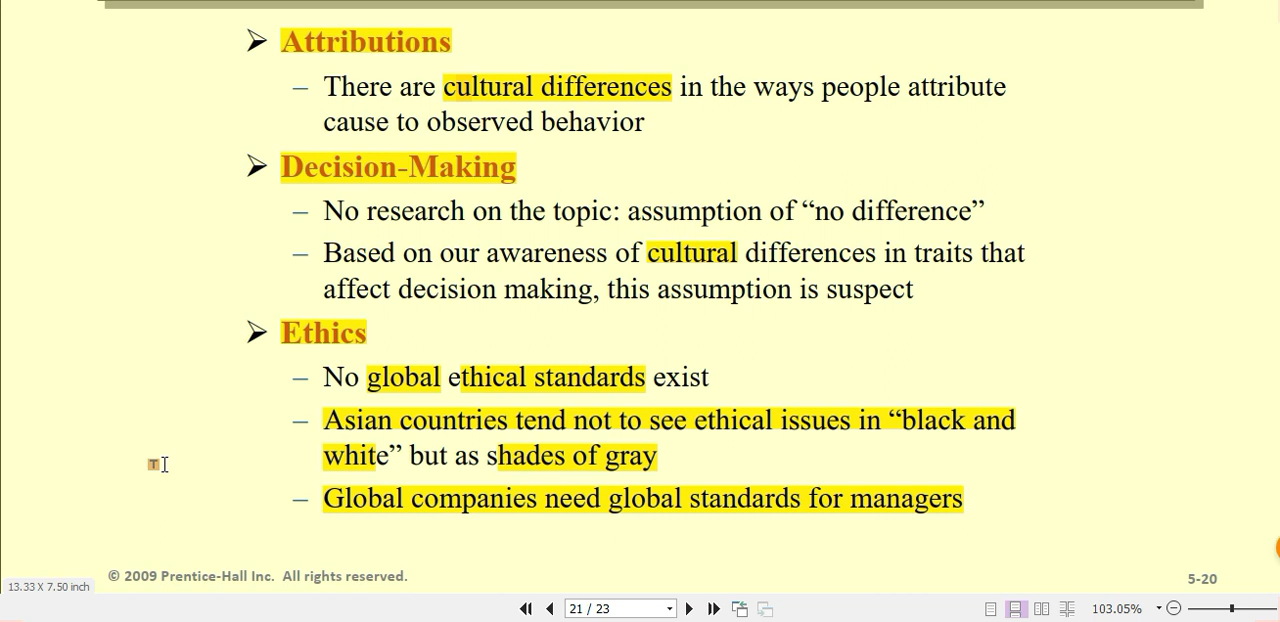 ➢ Attributions
– There are cultural differences in the ways people attribute
cause to observed behavior
➢ Decision-Making
– No research on the topic: assumption of “no difference”
– Based on our awareness of cultural differences in traits that
affect decision making, this assumption is suspect
➢ Ethics
– No global ethical standards exist
– Asian countries tend not to see ethical issues in “black and
white” but as shades of gray
– Global companies need global standards for managers
T
© 2009 Prentice-Hall Inc. All rights reserved.
5-20
13.33 X 7.50 inch
21 / 23
103.05%